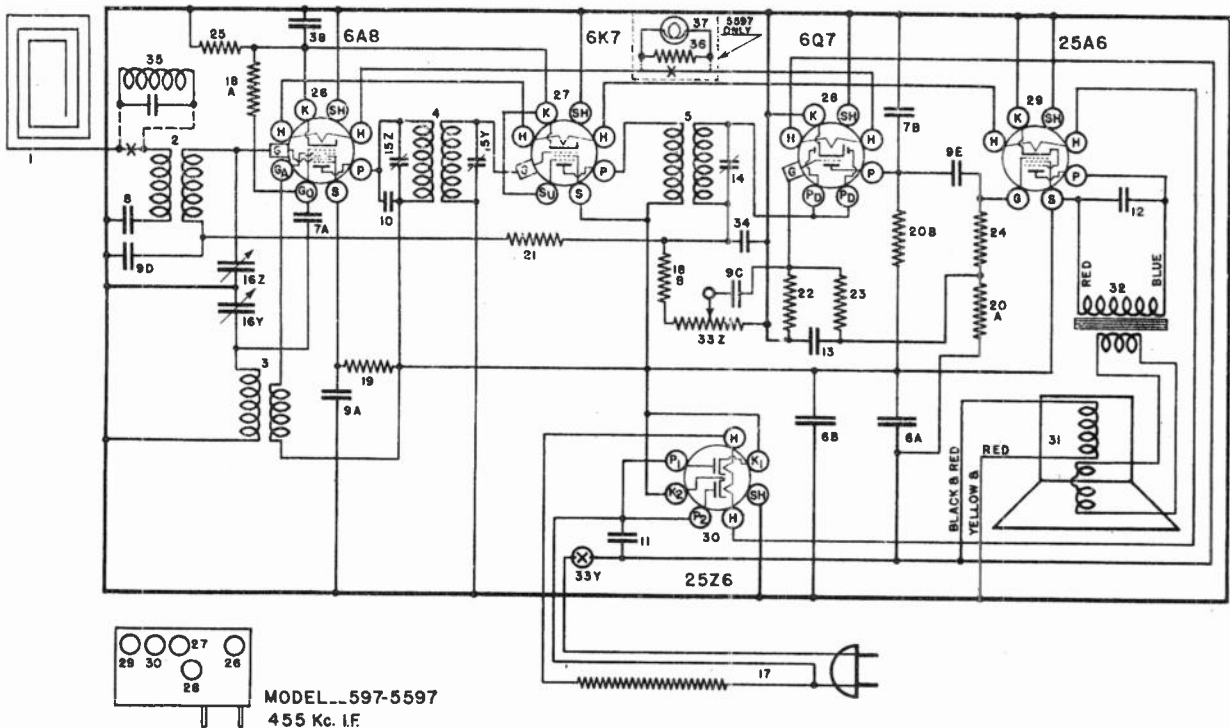 38
6A8
6K7
37
36
5597 ONLY
6Q7
25A6
25
35
18 A
26
K
SH
H
H
G
GA
GO
P
S
15Z
4
15Y
10
7A
27
K
SH
H
H
G
SU
S
P
5
14
28
K
SH
H
H
G
P
PD
PD
7B
9E
29
K
SH
H
H
P
G
S
12
1
2
8
9D
16Z
16Y
3
21
34
18 B
9C
22
23
33Z
13
20B
24
20 A
RED
BLUE
32
19
9A
6B
6A
31
RED
BLACK & RED
YELLOW &
H
P1
K1
K2
SH
P2
H
30
11
33Y
25Z6
17
29
30
27
26
28
MODEL__597-5597
455 Kc. I.F.